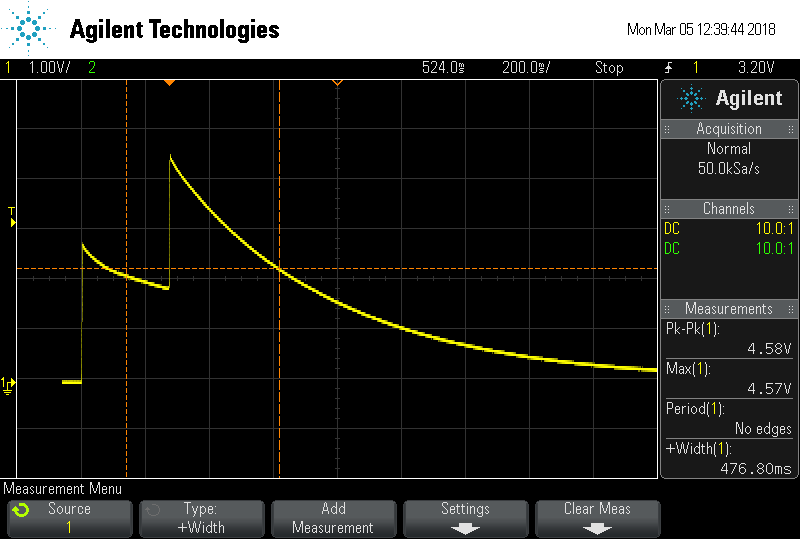 Agilent Technologies
Mon Mar 05 12:39:44 2018
1 1.00V/ 2 524.0ms 200.0ms/ Stop 1 3.20V
Agilent
Acquisition
Normal
50.0kSa/s
Channels
DC 10.0:1
DC 10.0:1
Measurements
Pk-Pk(1):
4.58V
Max(1):
4.57V
Period(1):
No edges
+Width(1):
476.80ms
T
1
Measurement Menu
Source
1
Type:
+Width
Add
Measurement
Settings
Clear Meas